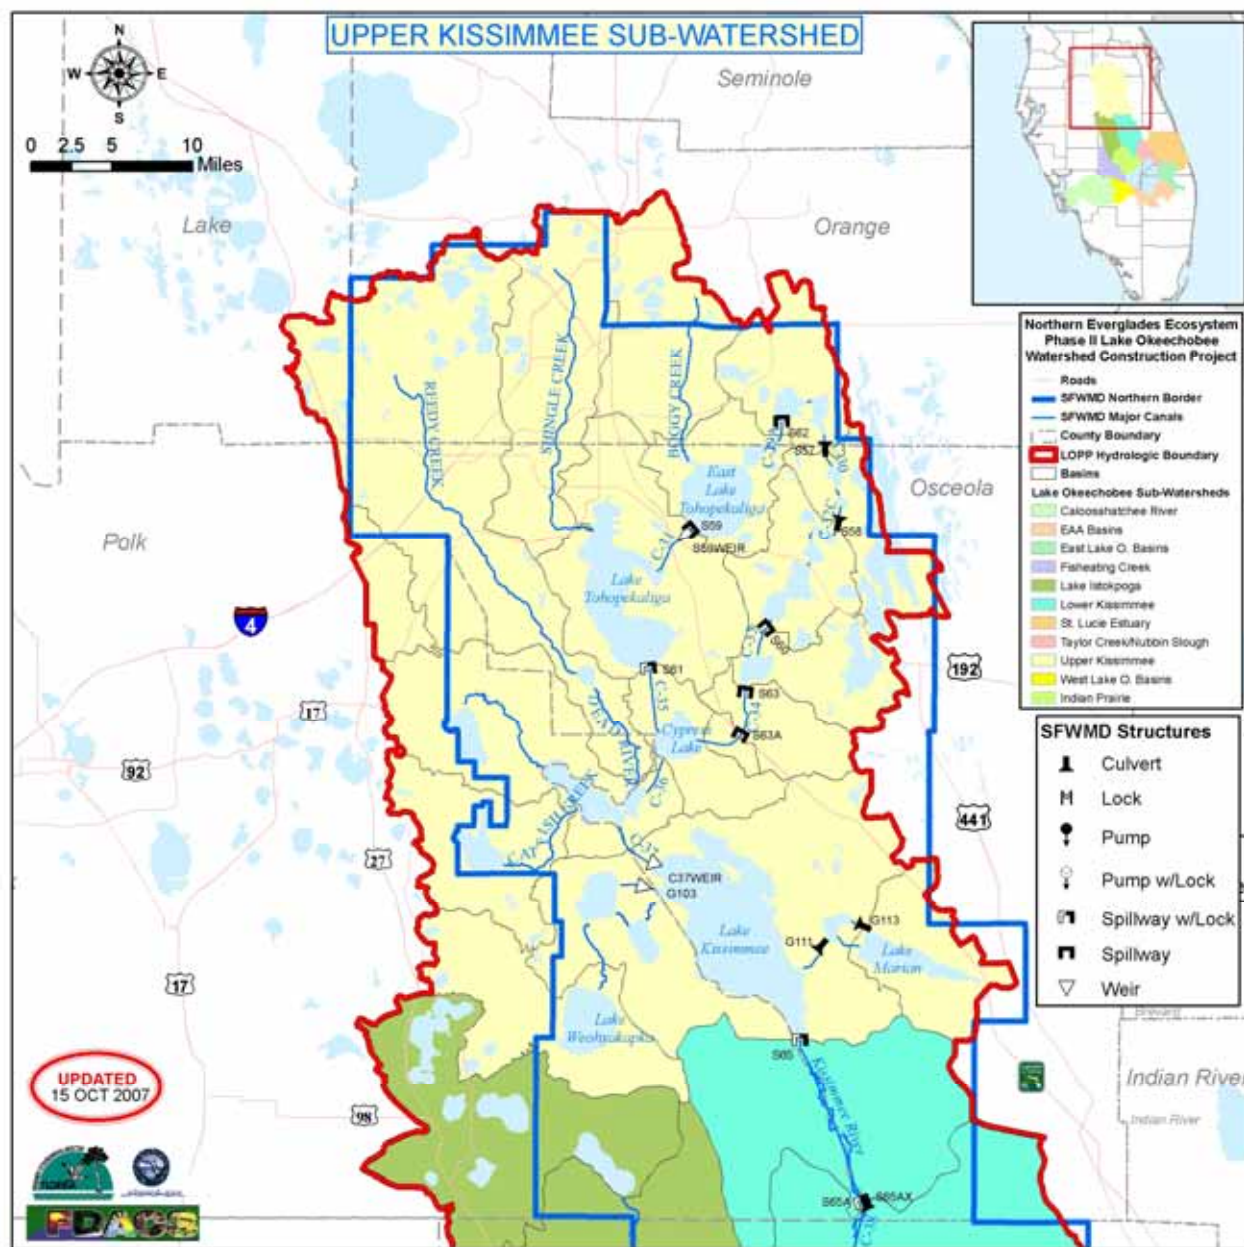 UPPER KISSIMMEE SUB-WATERSHED
N
W
E
S
0 2.5 5 10
Miles
Seminole
Lake
Orange
Northern Everglades Ecosystem
Phase II Lake Okeechobee
Watershed Construction Project
Roads
SFWMD Northern Border
SFWMD Major Canals
County Boundary
LOPP Hydrologic Boundary
Basins
Lake Okeechobee Sub-Watersheds
Caloosahatchee River
EAA Basins
East Lake O. Basins
Fisheating Creek
Lake Istokpoga
Lower Kissimmee
St. Lucie Estuary
Taylor Creek/Nubbin Slough
Upper Kissimmee
West Lake O. Basins
Indian Prairie
SFWMD Structures
Culvert
Lock
Pump
Pump w/Lock
Spillway w/Lock
Spillway
Weir
REEDY CREEK
SHINGLE CREEK
BOGGY CREEK
S62
S57
East
Lake
Tohopekaliga
Osceola
Polk
S59
S59WEIR
C-31
S58
Lake
Tohopekaliga
4
192
S61
S63
C-35
C-34
S63A
Cypress
Lake
17
92
C-36
441
27
C-37
C37WEIR
G103
Lake
Kissimmee
G113
G111
Lake
Marian
17
Lake
Weohyakapka
S65
Kissimmee River
Brevard
Indian River
Indian River
UPDATED
15 OCT 2007
98
S65A
S65AX
FDACS